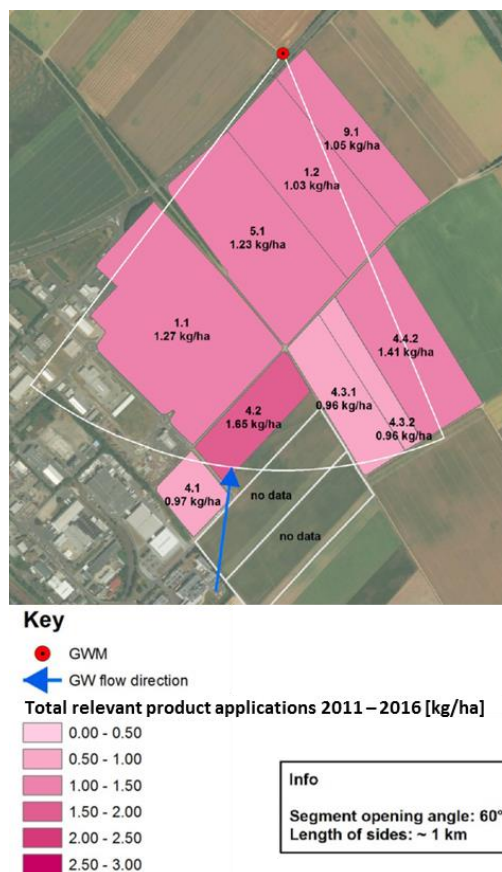 9.1
1.05 kg/ha
1.2
1.03 kg/ha
5.1
1.23 kg/ha
1.1
1.27 kg/ha
4.4.2
1.41 kg/ha
4.3.1
0.96 kg/ha
4.2
1.65 kg/ha
4.3.2
0.96 kg/ha
4.1
0.97 kg/ha
no data
no data
Key
GWM
GW flow direction
Total relevant product applications 2011 – 2016 [kg/ha]
0.00 - 0.50
0.50 - 1.00
1.00 - 1.50
1.50 - 2.00
2.00 - 2.50
2.50 - 3.00
Info
Segment opening angle: 60°
Length of sides: ~ 1 km